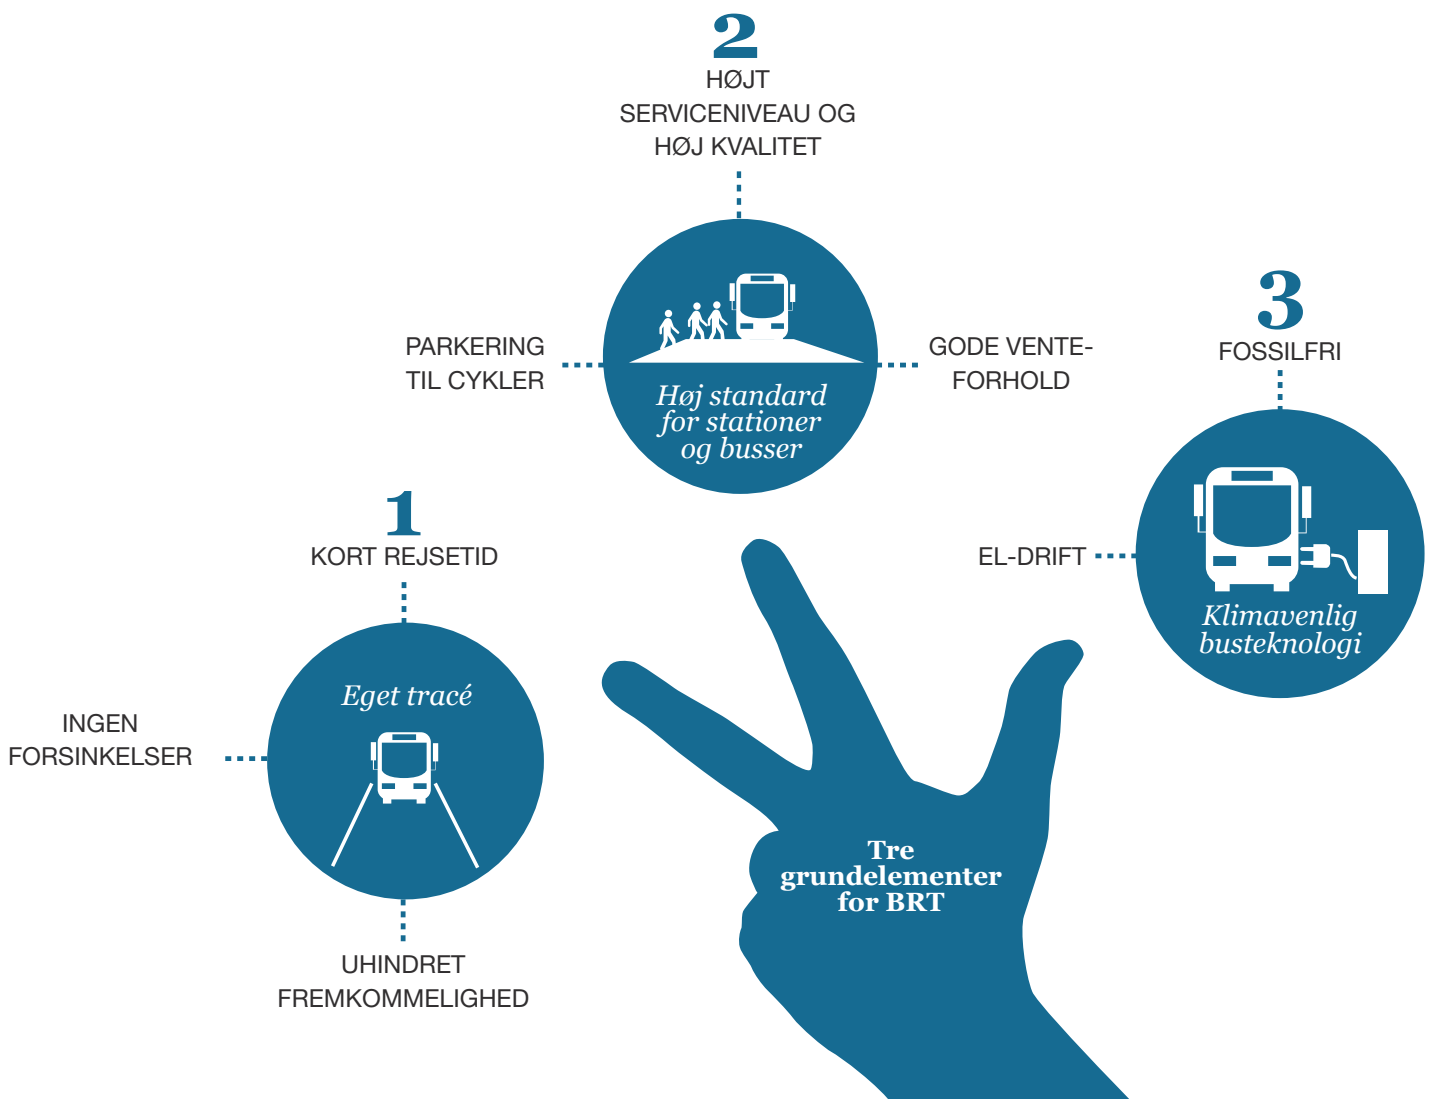 1
KORT REJSETID
Eget tracé
INGEN
FORSINKELSER
UHINDRET
FREMKOMMELIGHED
2
HØJT
SERVICENIVEAU OG
HØJ KVALITET
PARKERING
TIL CYKLER
GODE VENTE-
FORHOLD
Høj standard
for stationer
og busser
3
FOSSILFRI
EL-DRIFT
Klimavenlig
busteknologi
Tre
grundelementer
for BRT